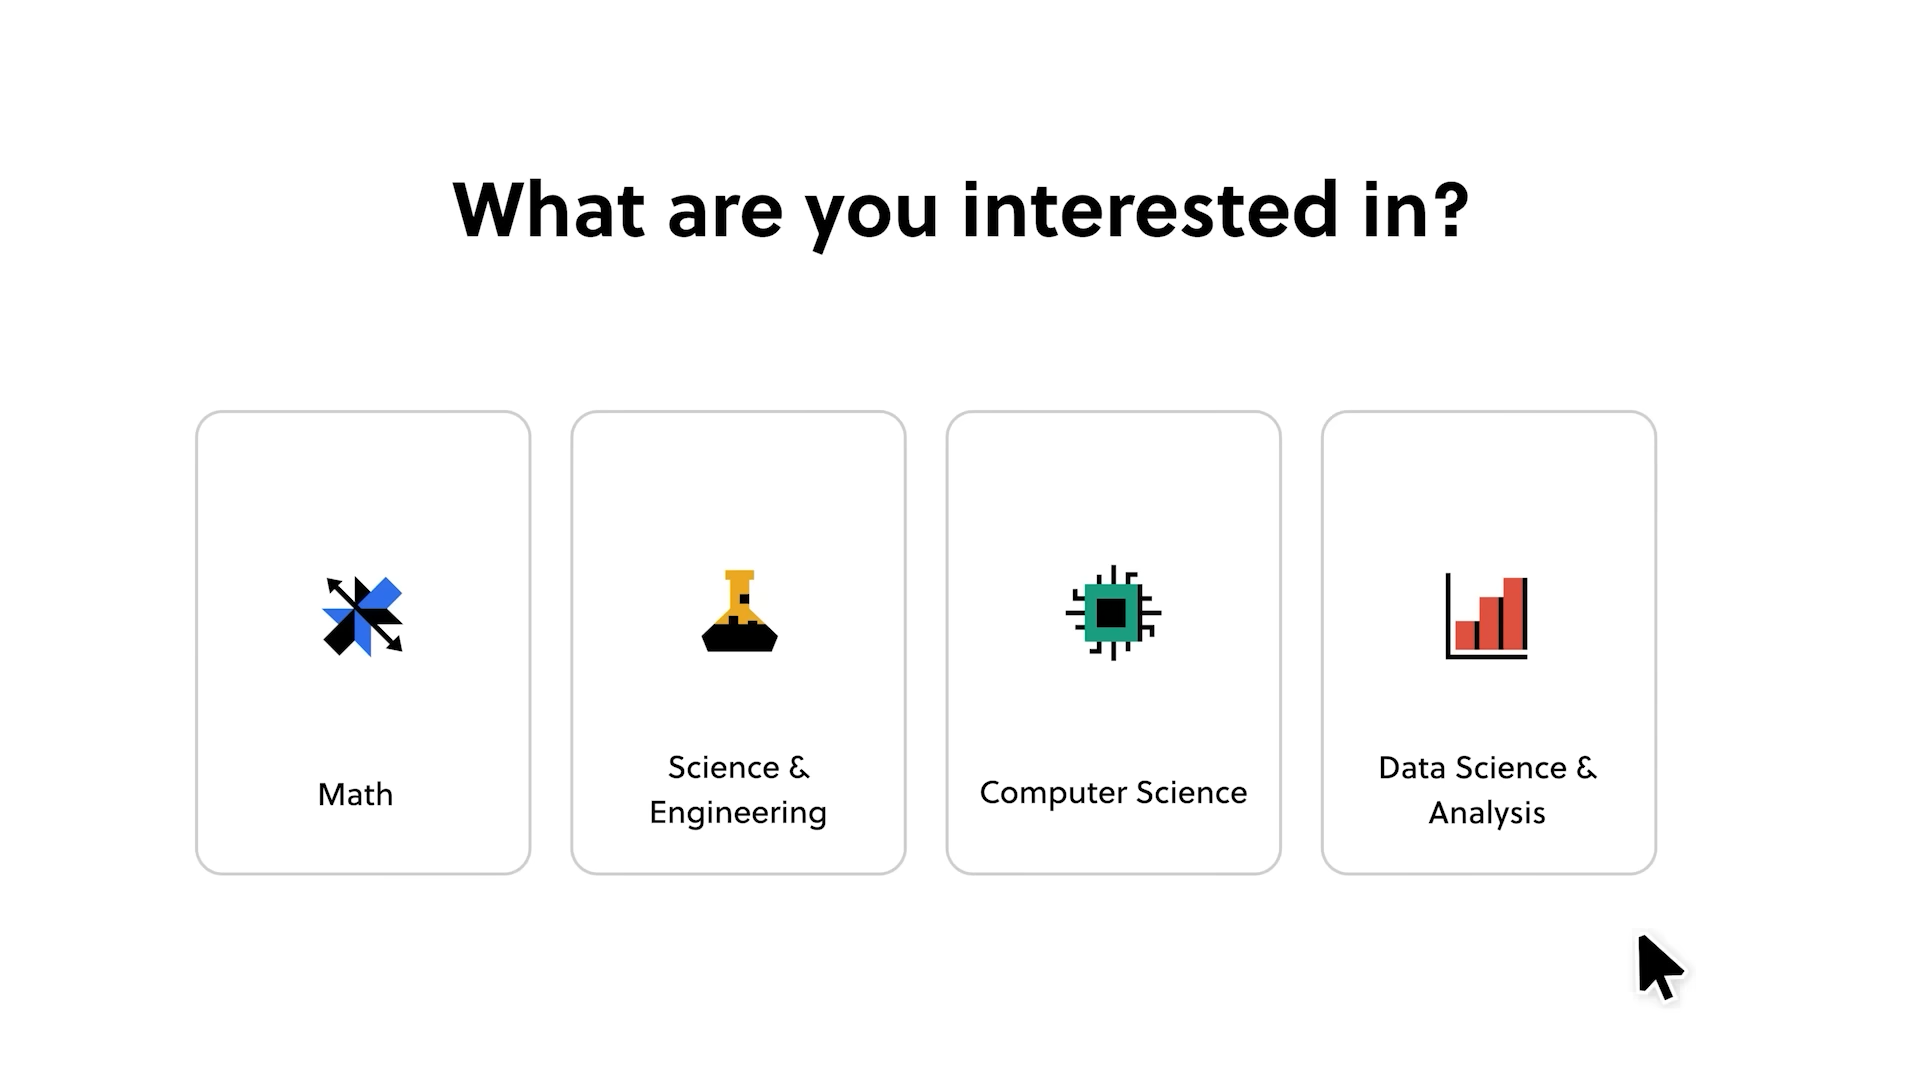 What are you interested in?
Math
Science &
Engineering
Computer Science
Data Science &
Analysis